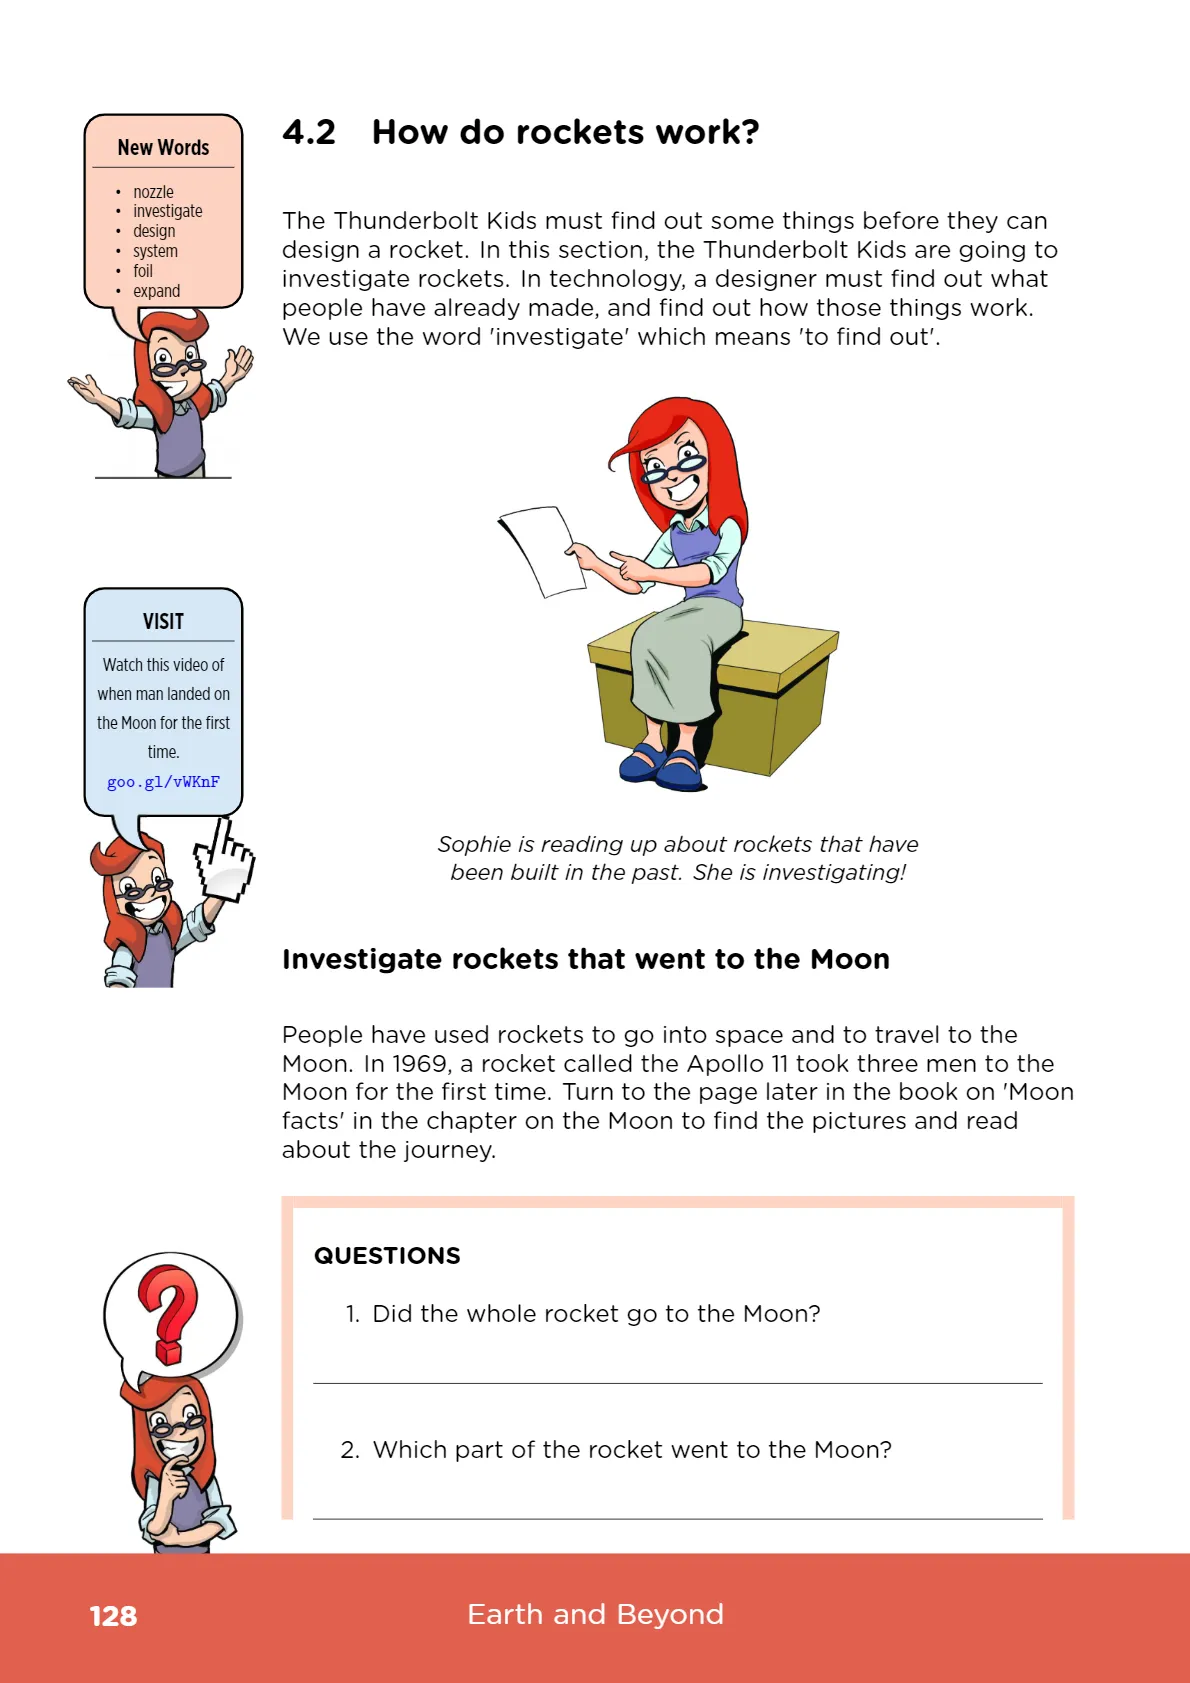 New Words
• nozzle
• investigate
• design
• system
• foil
• expand
4.2 How do rockets work?
The Thunderbolt Kids must find out some things before they can
design a rocket. In this section, the Thunderbolt Kids are going to
investigate rockets. In technology, a designer must find out what
people have already made, and find out how those things work.
We use the word 'investigate' which means 'to find out'.
VISIT
Watch this video of
when man landed on
the Moon for the first
time.
goo.gl/vWKnF
Sophie is reading up about rockets that have
been built in the past. She is investigating!
Investigate rockets that went to the Moon
People have used rockets to go into space and to travel to the
Moon. In 1969, a rocket called the Apollo 11 took three men to the
Moon for the first time. Turn to the page later in the book on 'Moon
facts' in the chapter on the Moon to find the pictures and read
about the journey.
?
QUESTIONS
1. Did the whole rocket go to the Moon?
2. Which part of the rocket went to the Moon?
128
Earth and Beyond